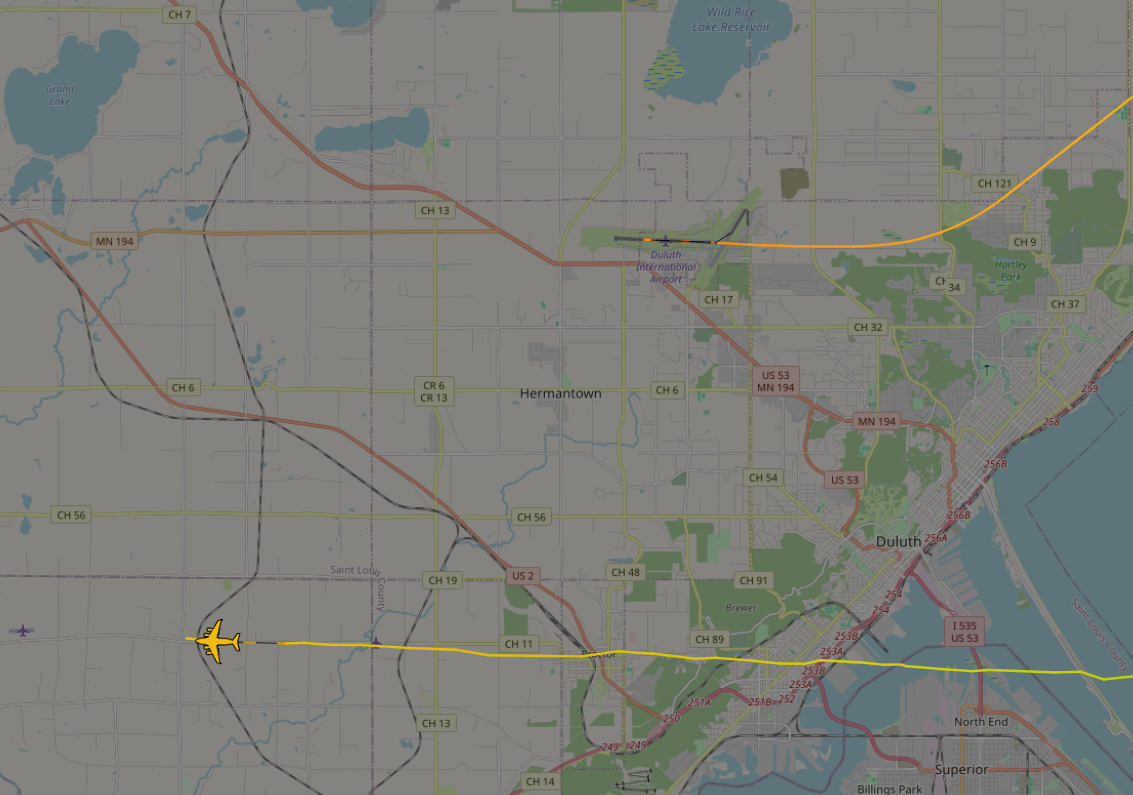 CH 7
Wild Rice
Lake Reservoir
Grand
Lake
CH 121
CH 13
MN 194
CH 9
Duluth
International
Airport
Hartley
Park
CH
34
CH 17
CH 37
CH 32
US 53
MN 194
CH 6
CR 6
CR 13
Hermantown
CH 6
259
MN 194
258
256B
CH 54
US 53
CH 56
CH 56
256B
Duluth
256A
Saint Louis
County
CH 19
US 2
CH 48
CH 91
254
254
Brewer
Saint Louis County
I 535
US 53
253B
CH 11
CH 89
253A
Proctor
253B
253A
252
251B
251A
250
CH 13
North End
249
249
Superior
CH 14
Billings Park